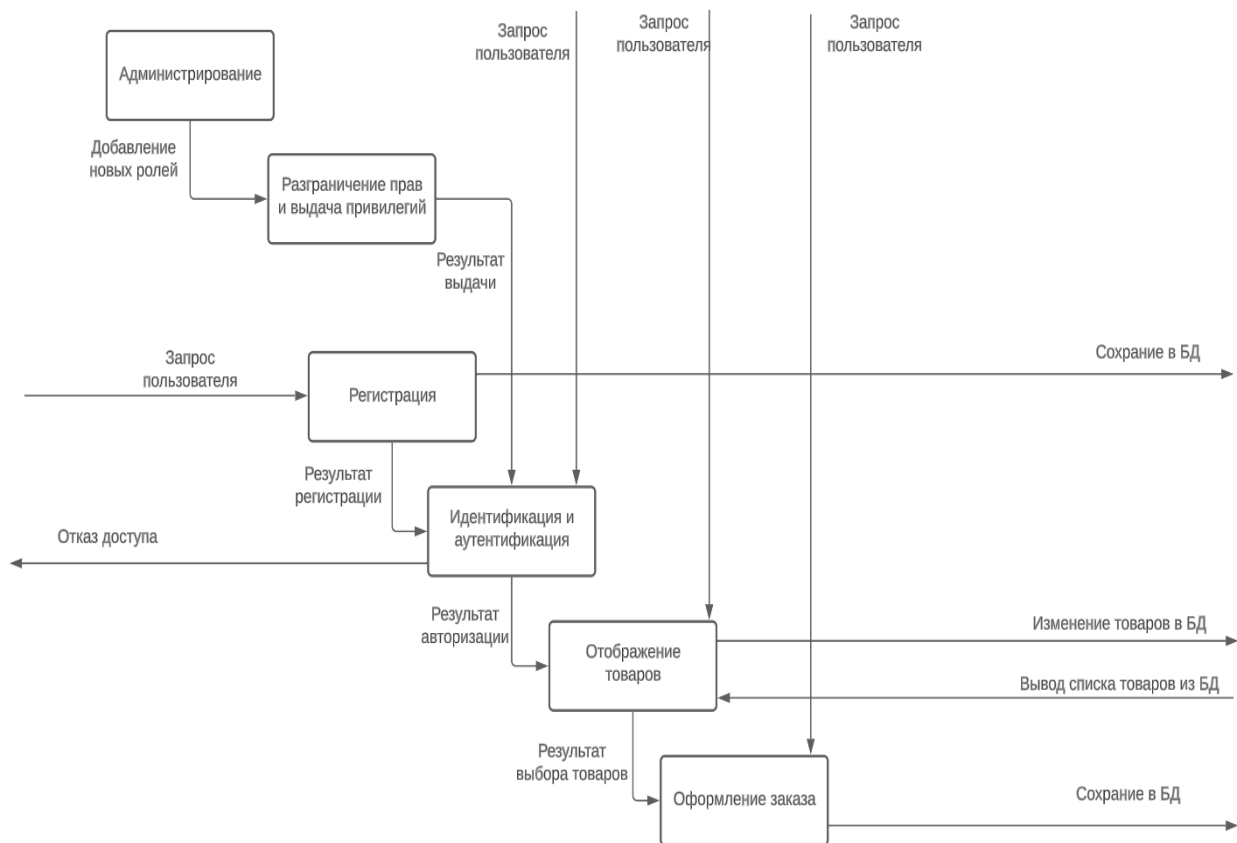 Запрос
пользователя
Запрос
пользователя
Запрос
пользователя
Администрирование
Добавление
новых ролей
Разграничение прав
и выдача привилегий
Результат
выдачи
Запрос
пользователя
Регистрация
Сохрание в БД
Результат
регистрации
Идентификация и
аутентификация
Отказ доступа
Результат
авторизации
Отображение
товаров
Изменение товаров в БД
Вывод списка товаров из БД
Результат
выбора товаров
Оформление заказа
Сохрание в БД